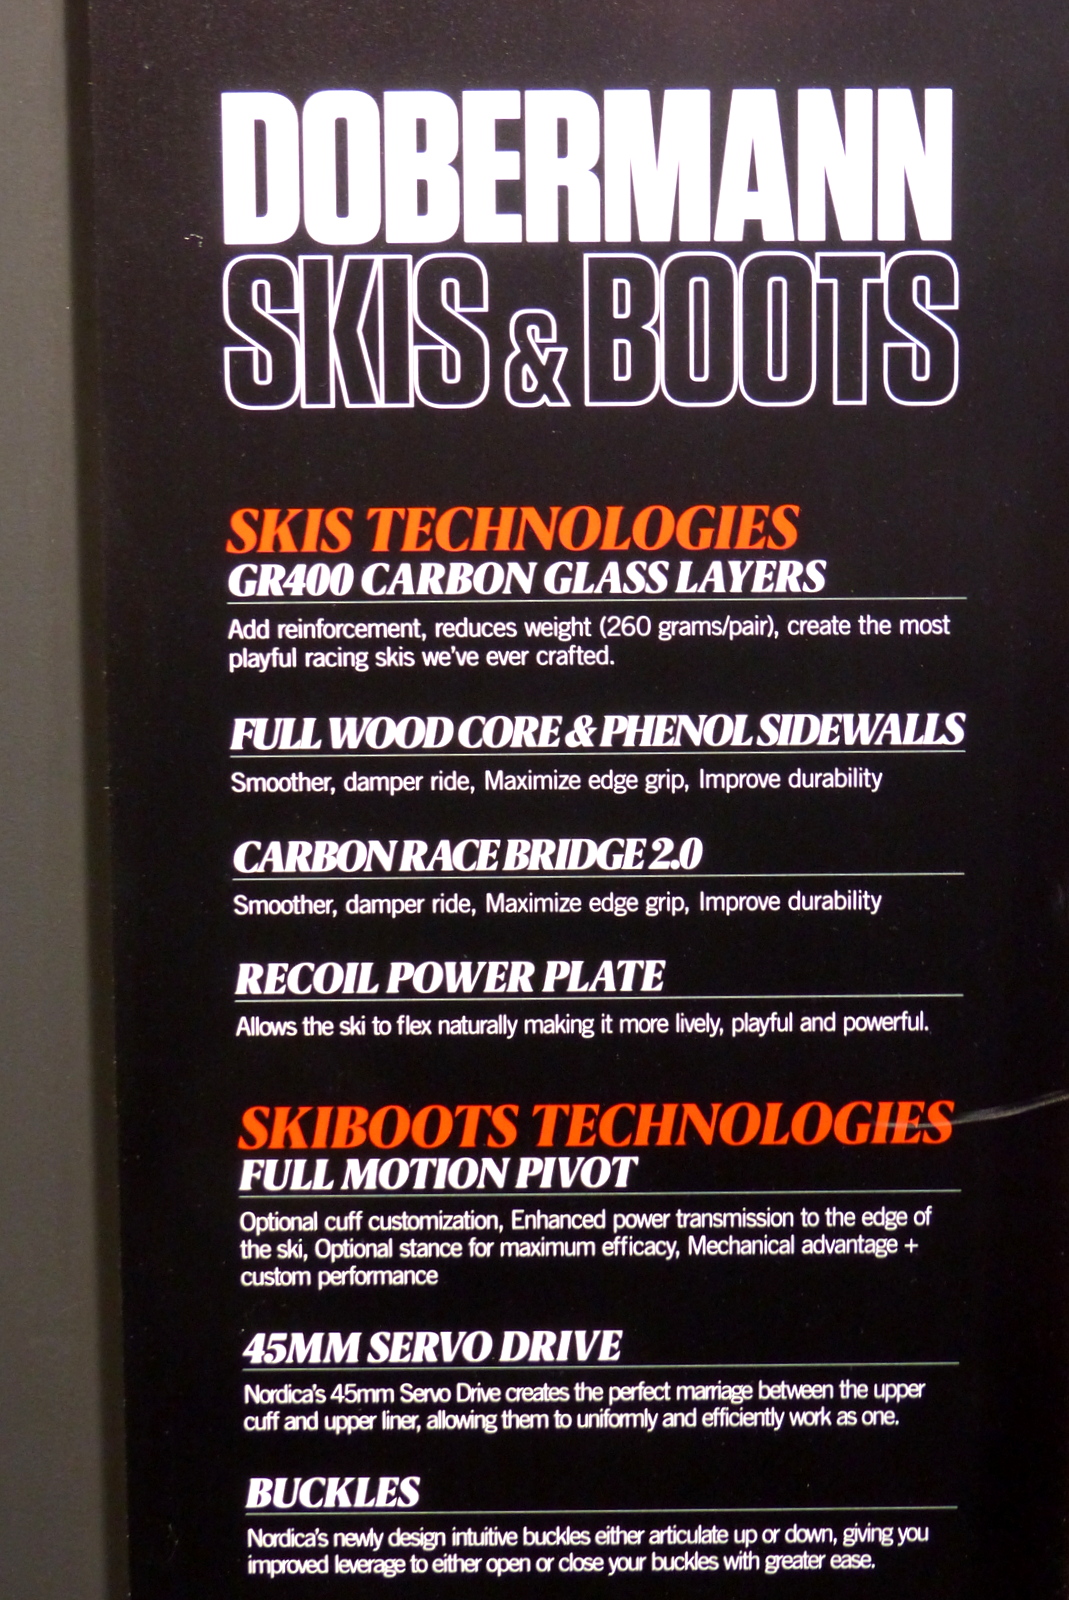 DOBERMANN
SKIS & BOOTS
SKIS TECHNOLOGIES
GR400 CARBON GLASS LAYERS
Add reinforcement, reduces weight (260 grams/pair), create the most
playful racing skis we've ever crafted.
FULL WOOD CORE & PHENOL SIDEWALLS
Smoother, damper ride, Maximize edge grip, Improve durability
CARBON RACE BRIDGE 2.0
Smoother, damper ride, Maximize edge grip, Improve durability
RECOIL POWER PLATE
Allows the ski to flex naturally making it more lively, playful and powerful.
SKIBOOTS TECHNOLOGIES
FULL MOTION PIVOT
Optional cuff customization, Enhanced power transmission to the edge of
the ski, Optional stance for maximum efficacy, Mechanical advantage +
custom performance
45MM SERVO DRIVE
Nordica's 45mm Servo Drive creates the perfect marriage between the upper
cuff and upper liner, allowing them to uniformly and efficiently work as one.
BUCKLES
Nordica's newly design intuitive buckles either articulate up or down, giving you
improved leverage to either open or close your buckles with greater ease.